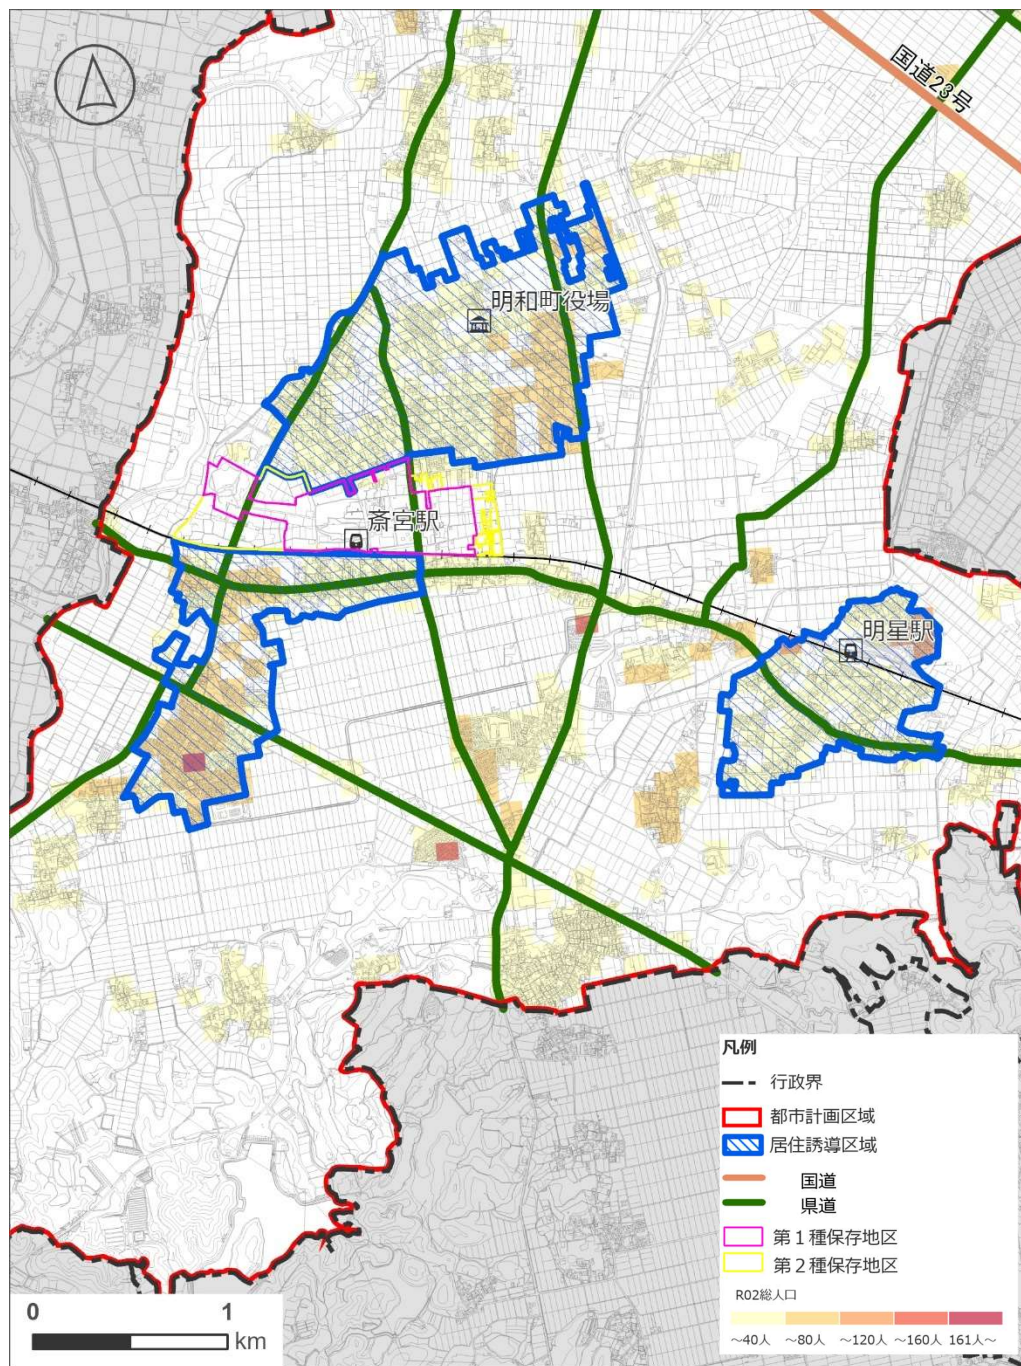 国道23号
明和町役場
斎宮駅
明星駅
凡例
行政界
都市計画区域
居住誘導区域
国道
県道
第１種保存地区
第２種保存地区
R02総人口
～40人 ～80人 ～120人 ～160人 161人～
0 1
km